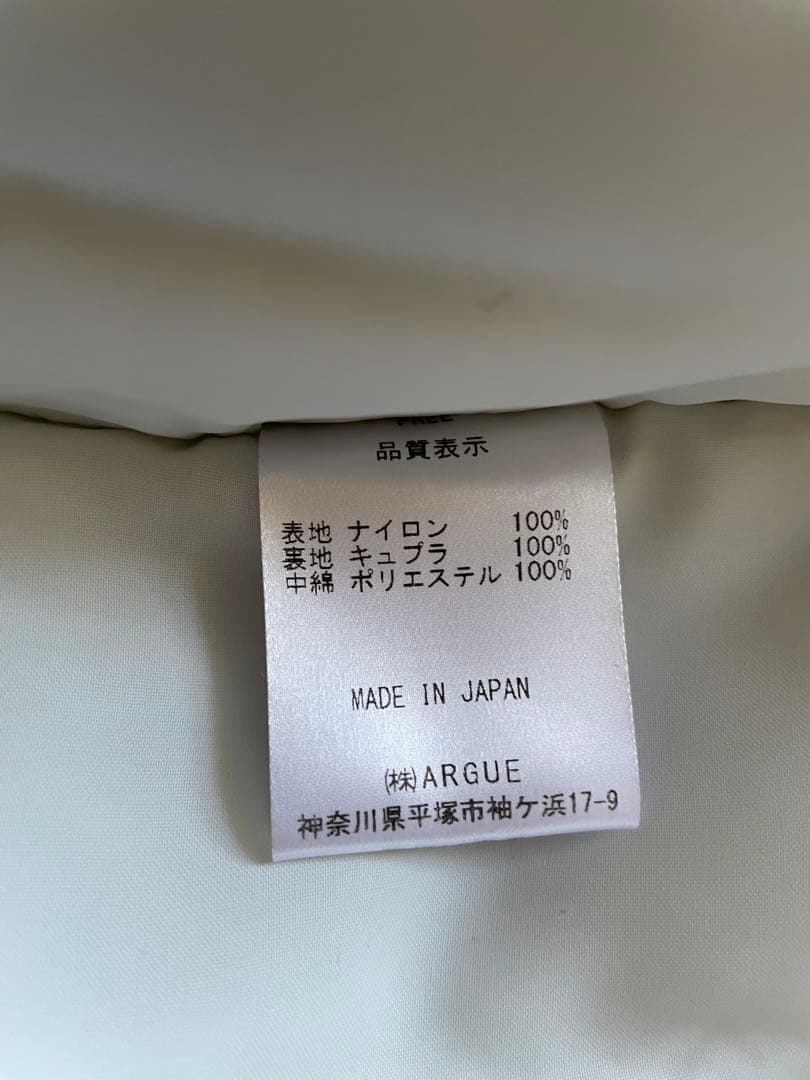 FREE
品質表示
表地 ナイロン 100%
裏地 キュプラ 100%
中綿 ポリエステル 100%
MADE IN JAPAN
㈱ARGUE
神奈川県平塚市袖ケ浜17-9